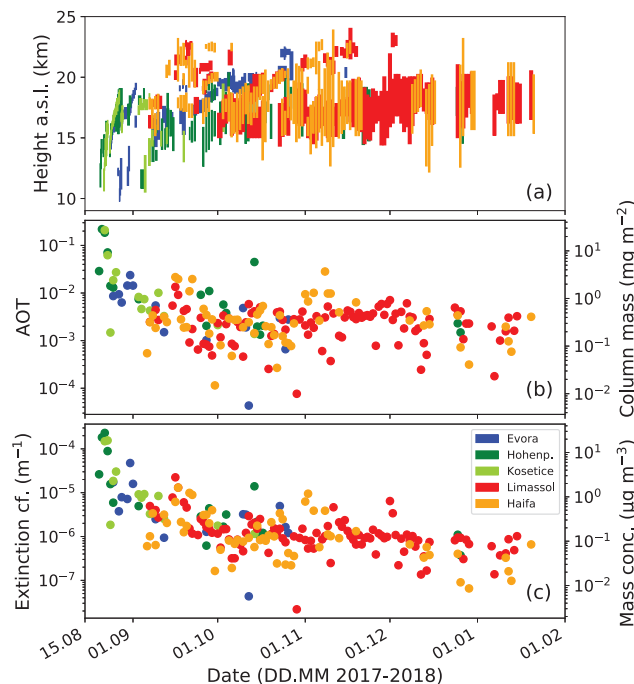 25
20
15
10
Height a.s.l. (km)
(a)
10⁻¹
10⁻²
10⁻³
10⁻⁴
AOT
10¹
10⁰
10⁻¹
10⁻²
Column mass (mg m⁻²)
(b)
10⁻⁴
10⁻⁵
10⁻⁶
10⁻⁷
Extinction cf. (m⁻¹)
Evora
Hohenp.
Kosetice
Limassol
Haifa
10¹
10⁰
10⁻¹
10⁻²
Mass conc. (µg m⁻³)
(c)
15.08
01.09
01.10
01.11
01.12
01.01
01.02
Date (DD.MM 2017-2018)